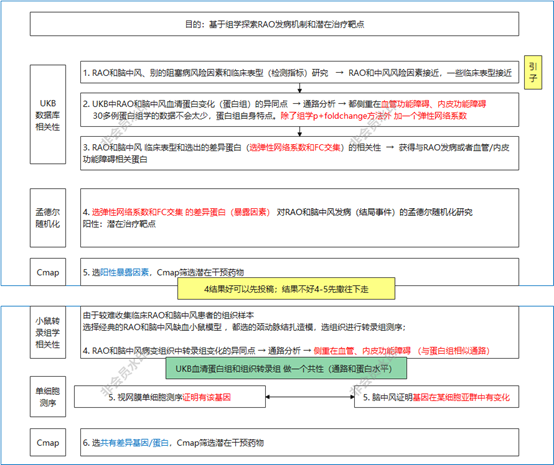 目的：基于组学探索RAO发病机制和潜在治疗靶点
引子
UKB
数据库
相关性
1. RAO和脑中风、别的阻塞病风险因素和临床表型（检测指标）研究 → RAO和中风风险因素接近，一些临床表型接近
2. UKB中RAO和脑中风血清蛋白变化（蛋白组）的异同点 → 通路分析 → 都侧重在血管功能障碍、内皮功能障碍
30多例蛋白组学的数据不会太少，蛋白组自身特点。除了组学p+foldchange方法外 加一个弹性网络系数
3. RAO和脑中风 临床表型和选出的差异蛋白（选弹性网络系数和FC交集）的相关性 → 获得与RAO发病或者血管/内皮
功能障碍相关蛋白
孟德尔
随机化
4. 选弹性网络系数和FC交集 的差异蛋白（暴露因素） 对RAO和脑中风发病（结局事件）的孟德尔随机化研究
阳性：潜在治疗靶点
Cmap
5. 选阳性暴露因素，Cmap筛选潜在干预药物
4结果好可以先投稿；结果不好4-5先撤往下走
小鼠转
录组学
相关性
由于较难收集临床RAO和脑中风患者的组织样本
选择经典的RAO和脑中风缺血小鼠模型 ，都选的颈动脉结扎造模，选组织进行转录组测序；
4. RAO和脑中风病变组织中转录组变化的异同点 → 通路分析 → 侧重在血管、内皮功能障碍 （与蛋白组相似通路）
UKB血清蛋白组和组织转录组 做一个共性（通路和蛋白水平）
单细胞
测序
5. 视网膜单细胞测序证明有该基因
5. 脑中风证明基因在某细胞亚群中有变化
Cmap
6. 选共有差异基因/蛋白，Cmap筛选潜在干预药物
非会员水印
非会员水印
非会员水印
非会员水印